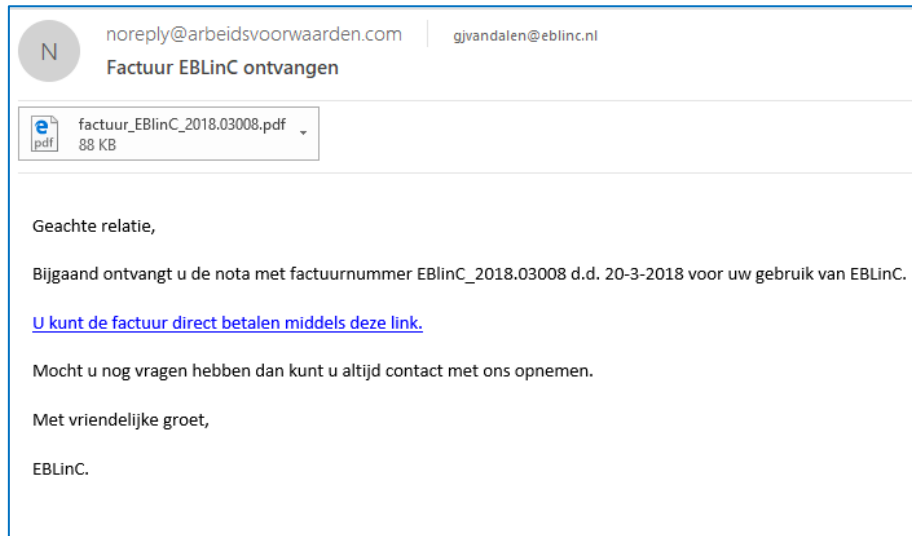 N
noreply@arbeidsvoorwaarden.com gjvandalen@eblinc.nl
Factuur EBLinC ontvangen
e pdf
factuur_EBlinC_2018.03008.pdf
88 KB
Geachte relatie,
Bijgaand ontvangt u de nota met factuurnummer EBlinC_2018.03008 d.d. 20-3-2018 voor uw gebruik van EBLinC.
U kunt de factuur direct betalen middels deze link.
Mocht u nog vragen hebben dan kunt u altijd contact met ons opnemen.
Met vriendelijke groet,
EBLinC.